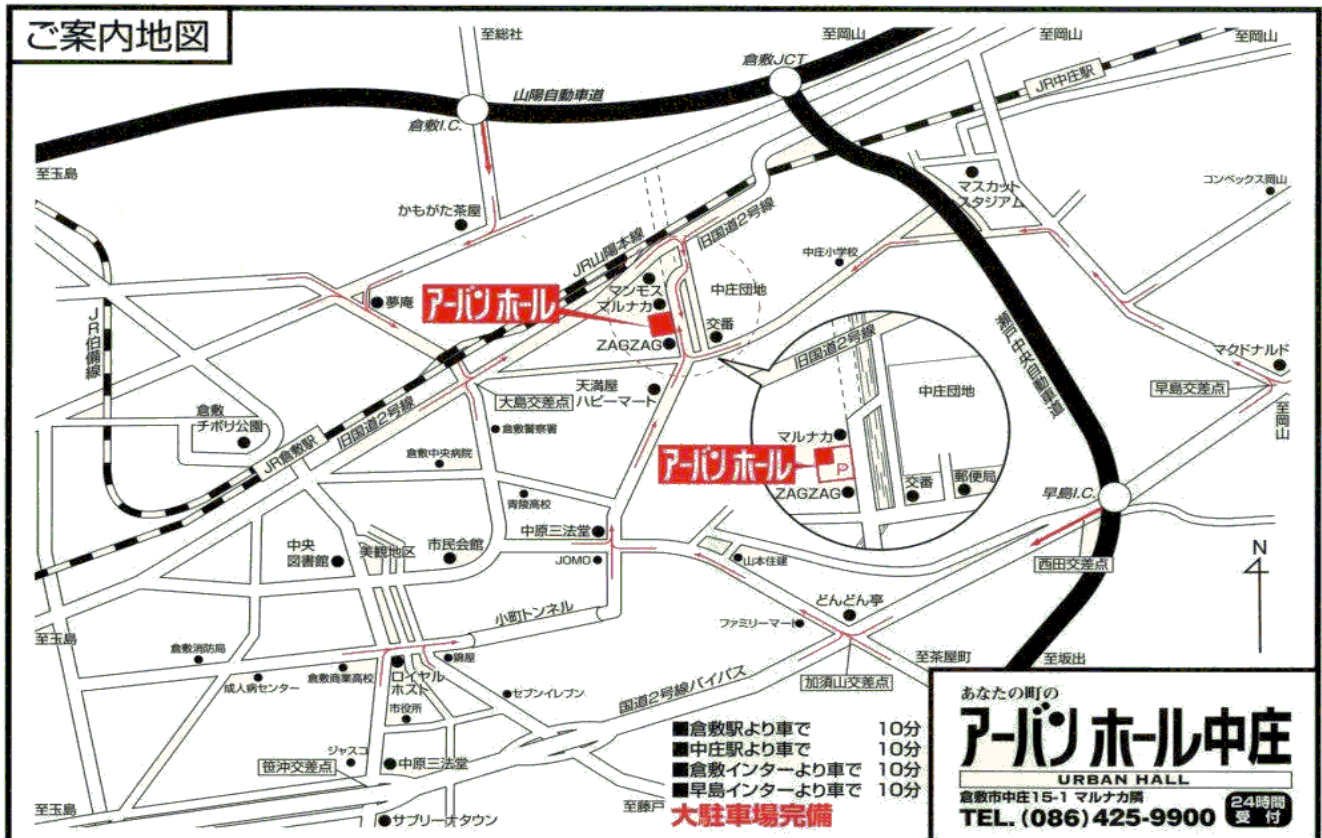 ご案内地図
至総社
至岡山
至岡山
至岡山
倉敷JCT
JR中庄駅
山陽自動車道
倉敷I.C.
至玉島
マスカット
スタジアム
コンベックス岡山
かもがた茶屋
JR山陽本線
旧国道2号線
中庄小学校
マンモス
マルナカ
中庄団地
夢庵
アーバンホール
交番
ZAGZAG
JR伯備線
瀬戸中央自動車道
旧国道2号線
マクドナルド
早島交差点
至岡山
天満屋
ハピーマート
大島交差点
中庄団地
倉敷
チボリ公園
旧国道2号線
倉敷警察署
マルナカ
JR倉敷駅
倉敷中央病院
アーバンホール
P
ZAGZAG
交番
郵便局
早島I.C.
青陵高校
中原三法堂
中央
図書館
美観地区
市民会館
JOMO
山本住建
西田交差点
N
小町トンネル
どんどん亭
ファミリーマート
至玉島
倉敷消防局
成人病センター
倉敷商業高校
ロイヤル
ホスト
錦屋
至茶屋町
至坂出
加須山交差点
セブンイレブン
国道2号線バイパス
市役所
ジャスコ
笹沖交差点
中原三法堂
至玉島
サブリーオタウン
至藤戸
■倉敷駅より車で 10分
■中庄駅より車で 10分
■倉敷インターより車で 10分
■早島インターより車で 10分
大駐車場完備
あなたの町の
アーバンホール中庄
URBAN HALL
倉敷市中庄15-1 マルナカ隣
TEL. (086) 425-9900
24時間
受付